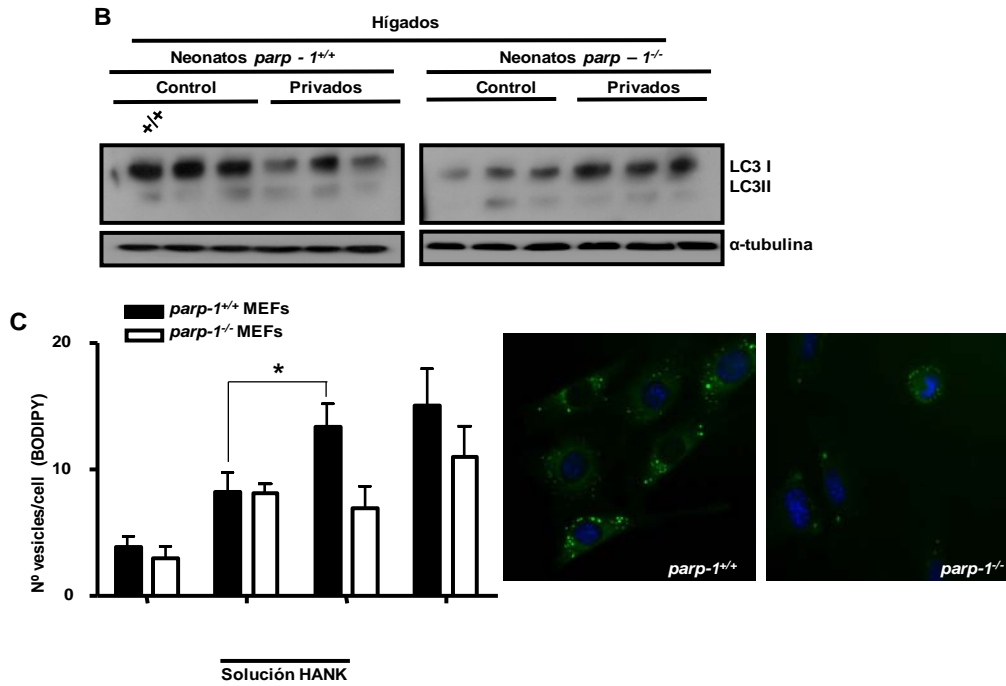 B
Hígados
Neonatos parp - 1+/+
Neonatos parp – 1-/-
Control
Privados
Control
Privados
+/+
LC3 I
LC3II
α-tubulina
C
parp-1+/+ MEFs
parp-1-/- MEFs
Nº vesicles/cell (BODIPY)
20
10
0
*
Solución HANK
parp-1+/+
parp-1-/-